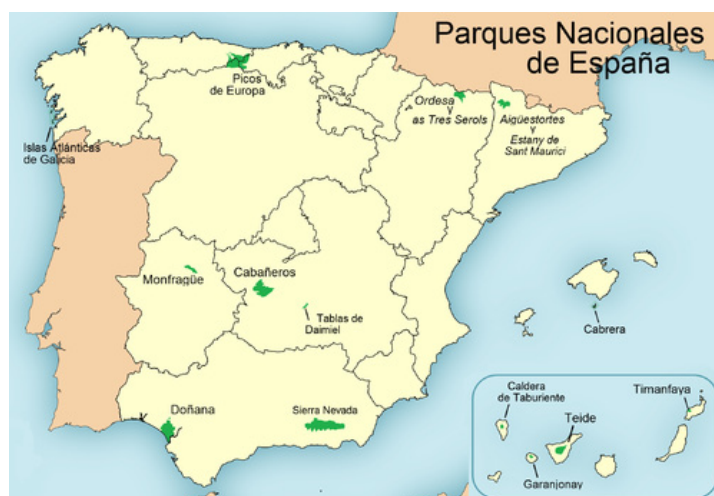 Parques Nacionales
de España
Picos
de Europa
Ordesa
y
as Tres Serols
Aigüestortes
y
Estany de
Sant Maurici
Islas Atlánticas
de Galicia
Monfragüe
Cabañeros
Tablas de
Daimiel
Cabrera
Doñana
Sierra Nevada
Caldera
de Taburiente
Timanfaya
Teide
Garanjonay